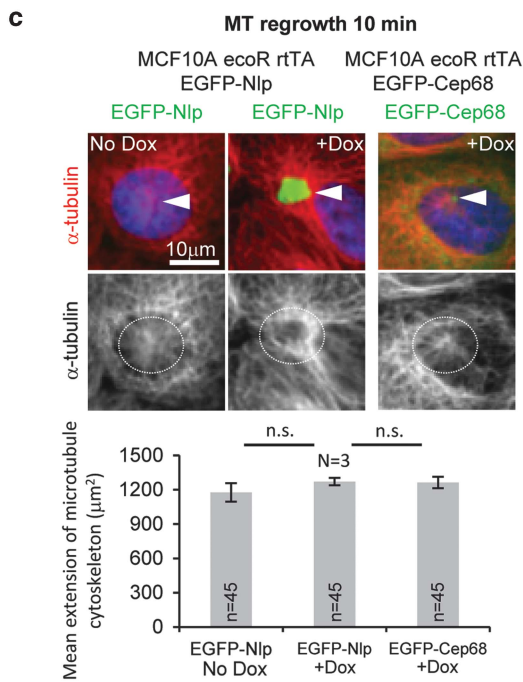 c
MT regrowth 10 min
MCF10A ecoR rtTA
EGFP-Nlp
MCF10A ecoR rtTA
EGFP-Cep68
EGFP-Nlp
EGFP-Nlp
EGFP-Cep68
No Dox
+Dox
+Dox
α-tubulin
10μm
α-tubulin
n.s.
n.s.
N=3
Mean extension of microtubule
cytoskeleton (μm²)
1500
1200
900
600
300
0
n=45
n=45
n=45
EGFP-Nlp
No Dox
EGFP-Nlp
+Dox
EGFP-Cep68
+Dox